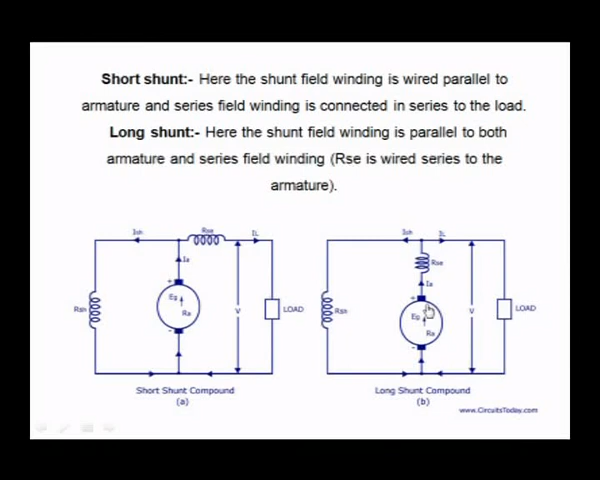 Short shunt:- Here the shunt field winding is wired parallel to
armature and series field winding is connected in series to the load.
Long shunt:- Here the shunt field winding is parallel to both
armature and series field winding (Rse is wired series to the
armature).
Ish Rse IL
Ish IL
Rse
Ia
Ia
+
+
Eg
Rsh Ra V LOAD
Rsh Eg V LOAD
Ra
-
-
Short Shunt Compound
(a)
Long Shunt Compound
(b)
www.CircuitsToday.com